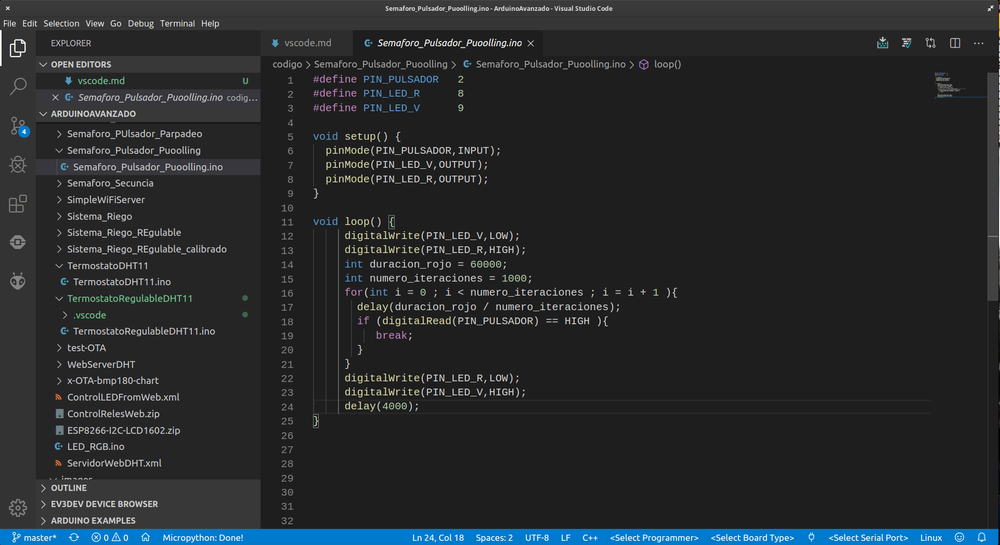 Semaforo_Pulsador_Puoolling.ino - ArduinoAvanzado - Visual Studio Code
File Edit Selection View Go Debug Terminal Help
EXPLORER
OPEN EDITORS
vscode.md U
Semaforo_Pulsador_Puoolling.ino codig...
ARDUINOAVANZADO
Semaforo_PUlsador_Parpadeo
Semaforo_Pulsador_Puoolling
Semaforo_Pulsador_Puoolling.ino
Semaforo_Secuncia
SimpleWiFiServer
Sistema_Riego
Sistema_Riego_REgulable
Sistema_Riego_REgulable_calibrado
TermostatoDHT11
TermostatoDHT11.ino
TermostatoRegulableDHT11
.vscode
TermostatoRegulableDHT11.ino
test-OTA
WebServerDHT
x-OTA-bmp180-chart
ControlLEDFromWeb.xml
ControlRelesWeb.zip
ESP8266-I2C-LCD1602.zip
LED_RGB.ino
ServidorWebDHT.xml
images
OUTLINE
EV3DEV DEVICE BROWSER
ARDUINO EXAMPLES
4
vscode.md
Semaforo_Pulsador_Puoolling.ino
codigo > Semaforo_Pulsador_Puoolling > Semaforo_Pulsador_Puoolling.ino > loop()
1 #define PIN_PULSADOR   2
2 #define PIN_LED_R      8
3 #define PIN_LED_V      9
4
5 void setup() {
6   pinMode(PIN_PULSADOR,INPUT);
7   pinMode(PIN_LED_V,OUTPUT);
8   pinMode(PIN_LED_R,OUTPUT);
9 }
10
11 void loop() {
12      digitalWrite(PIN_LED_V,LOW);
13      digitalWrite(PIN_LED_R,HIGH);
14      int duracion_rojo = 60000;
15      int numero_iteraciones = 1000;
16      for(int i = 0 ; i < numero_iteraciones ; i = i + 1 ){
17        delay(duracion_rojo / numero_iteraciones);
18        if (digitalRead(PIN_PULSADOR) == HIGH ){
19           break;
20        }
21      }
22      digitalWrite(PIN_LED_R,LOW);
23      digitalWrite(PIN_LED_V,HIGH);
24      delay(4000);
25 }
26
27
28
29
30
31
32
master* 0 0 Micropython: Done! Ln 24, Col 18 Spaces: 2 UTF-8 LF C++ <Select Programmer> <Select Board Type> <Select Serial Port> Linux